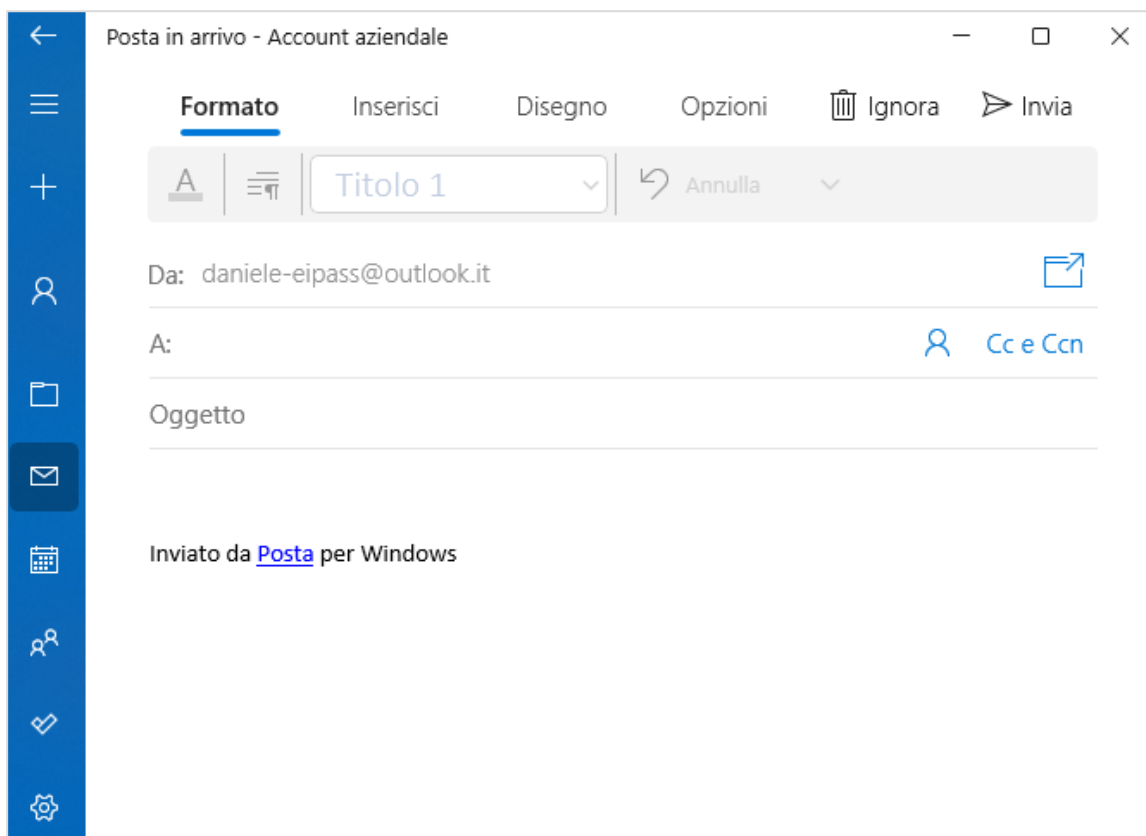 Posta in arrivo - Account aziendale
Formato Inserisci Disegno Opzioni Ignora Invia
A Titolo 1 Annulla
Da: daniele-eipass@outlook.it
A: Cc e Ccn
Oggetto
Inviato da Posta per Windows